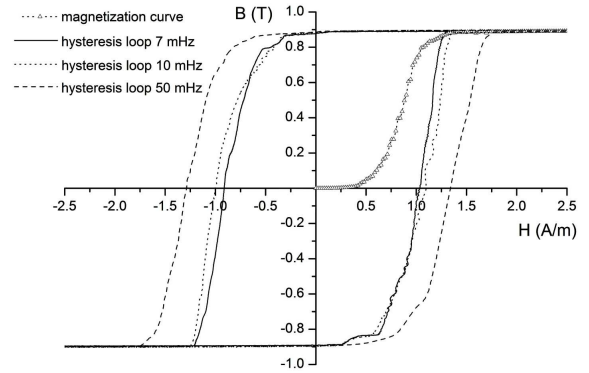 B (T)
magnetization curve
hysteresis loop 7 mHz
hysteresis loop 10 mHz
hysteresis loop 50 mHz
1.0
0.8
0.6
0.4
0.2
-2.5 -2.0 -1.5 -1.0 -0.5 0.5 1.0 1.5 2.0 2.5
H (A/m)
-0.2
-0.4
-0.6
-0.8
-1.0